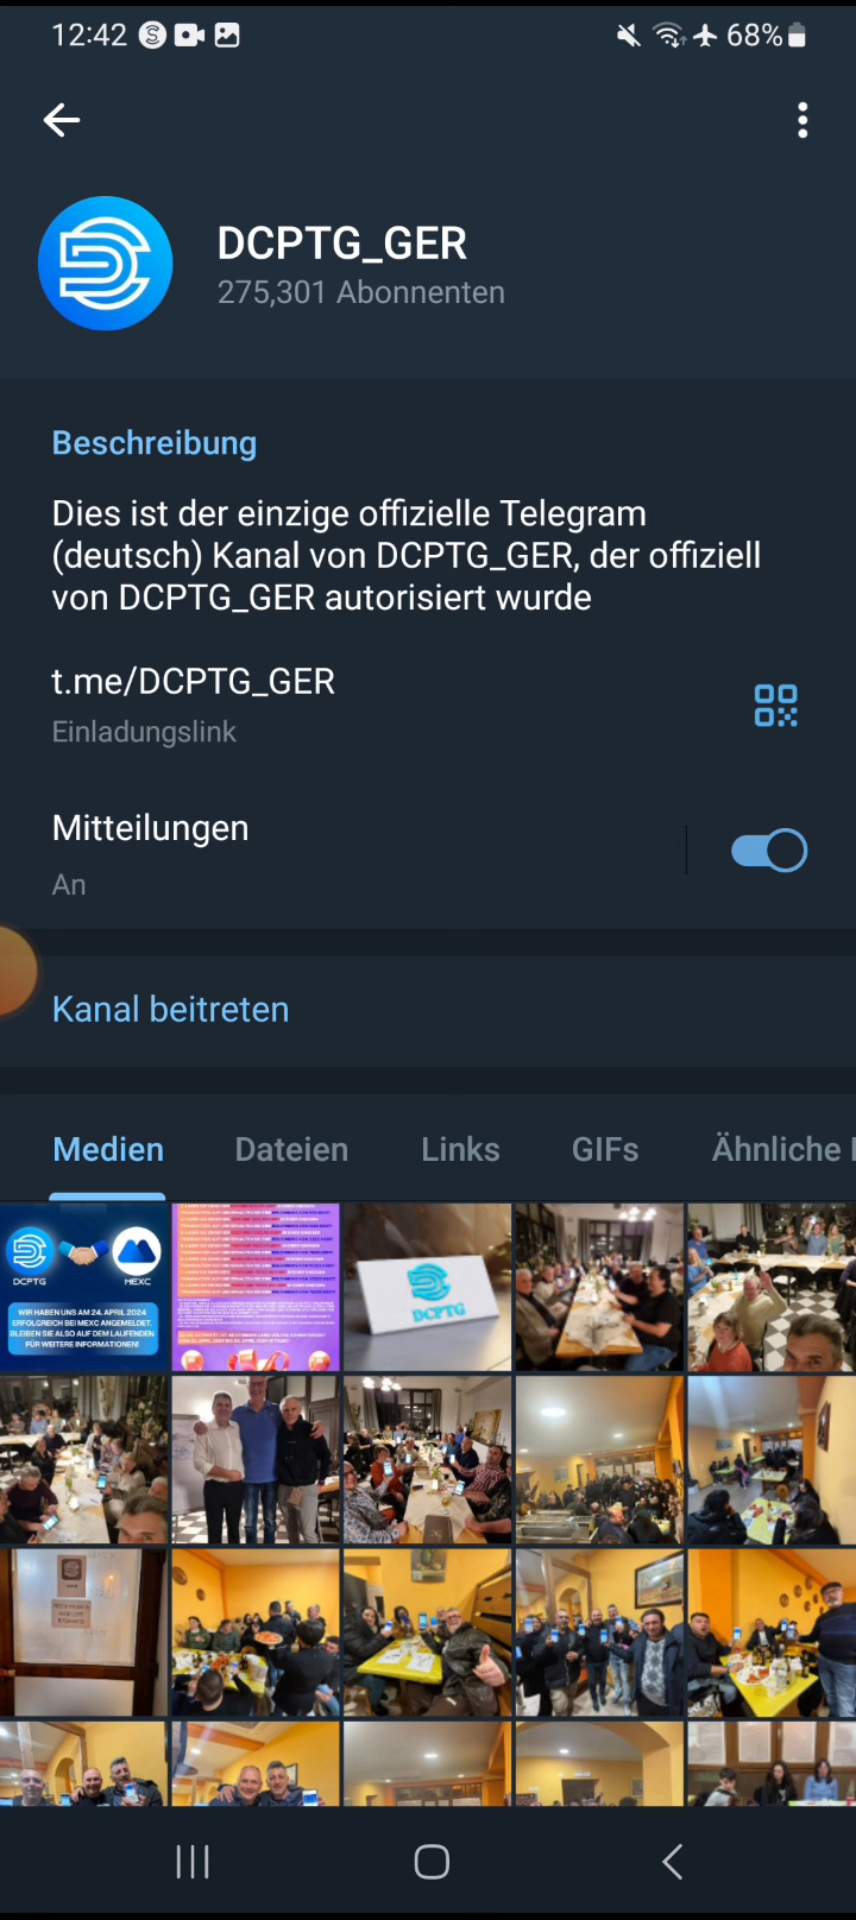 12:42
68%
DCPTG_GER
275,301 Abonnenten
Beschreibung
Dies ist der einzige offizielle Telegram
(deutsch) Kanal von DCPTG_GER, der offiziell
von DCPTG_GER autorisiert wurde
t.me/DCPTG_GER
Einladungslink
Mitteilungen
An
Kanal beitreten
Medien Dateien Links GIFs Ähnliche
DCPTG MEXC
WIR HABEN UNS AM 24. APRIL 2024
ERFOLGREICH BEI MEXC ANGEMELDET.
BLEIBEN SIE ALSO AUF DEM LAUFENDEN
FÜR WEITERE INFORMATIONEN!
DCPTG